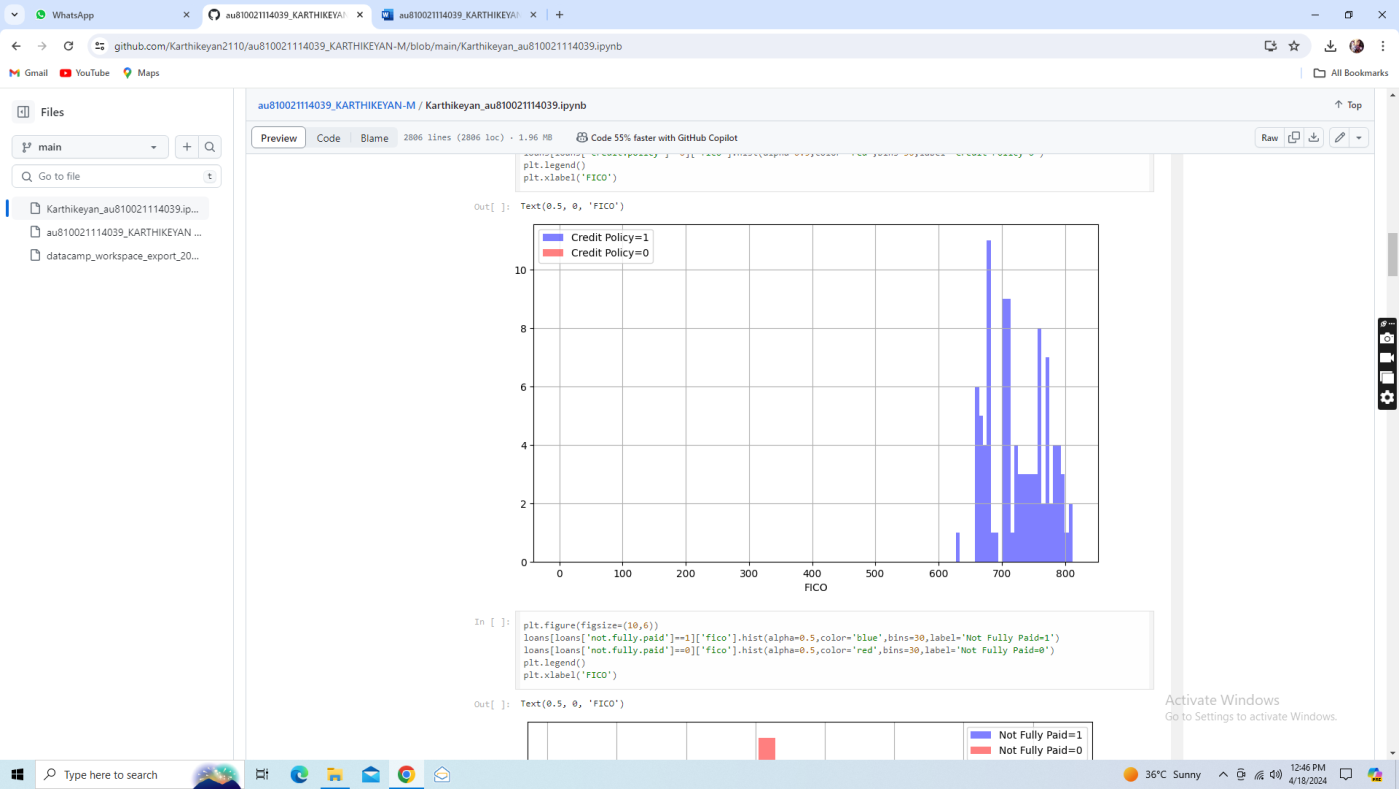 WhatsApp
au810021114039_KARTHIKEYAN
au810021114039_KARTHIKEYAN
github.com/Karthikeyan2110/au810021114039_KARTHIKEYAN-M/blob/main/Karthikeyan_au810021114039.ipynb
Gmail YouTube Maps All Bookmarks
Files
au810021114039_KARTHIKEYAN-M / Karthikeyan_au810021114039.ipynb
Top
main
Preview Code Blame 2806 lines (2806 loc) · 1.96 MB Code 55% faster with GitHub Copilot Raw
Go to file t
Karthikeyan_au810021114039.ip...
au810021114039_KARTHIKEYAN ...
datacamp_workspace_export_20...
plt.legend()
plt.xlabel('FICO')
Out[ ]: Text(0.5, 0, 'FICO')
Credit Policy=1
Credit Policy=0
10
8
6
4
2
0
0 100 200 300 400 500 600 700 800
FICO
In [ ]: plt.figure(figsize=(10,6))
loans[loans['not.fully.paid']==1]['fico'].hist(alpha=0.5,color='blue',bins=30,label='Not Fully Paid=1')
loans[loans['not.fully.paid']==0]['fico'].hist(alpha=0.5,color='red',bins=30,label='Not Fully Paid=0')
plt.legend()
plt.xlabel('FICO')
Out[ ]: Text(0.5, 0, 'FICO')
Not Fully Paid=1
Not Fully Paid=0
Activate Windows
Go to Settings to activate Windows.
Type here to search
36°C Sunny
12:46 PM
4/18/2024